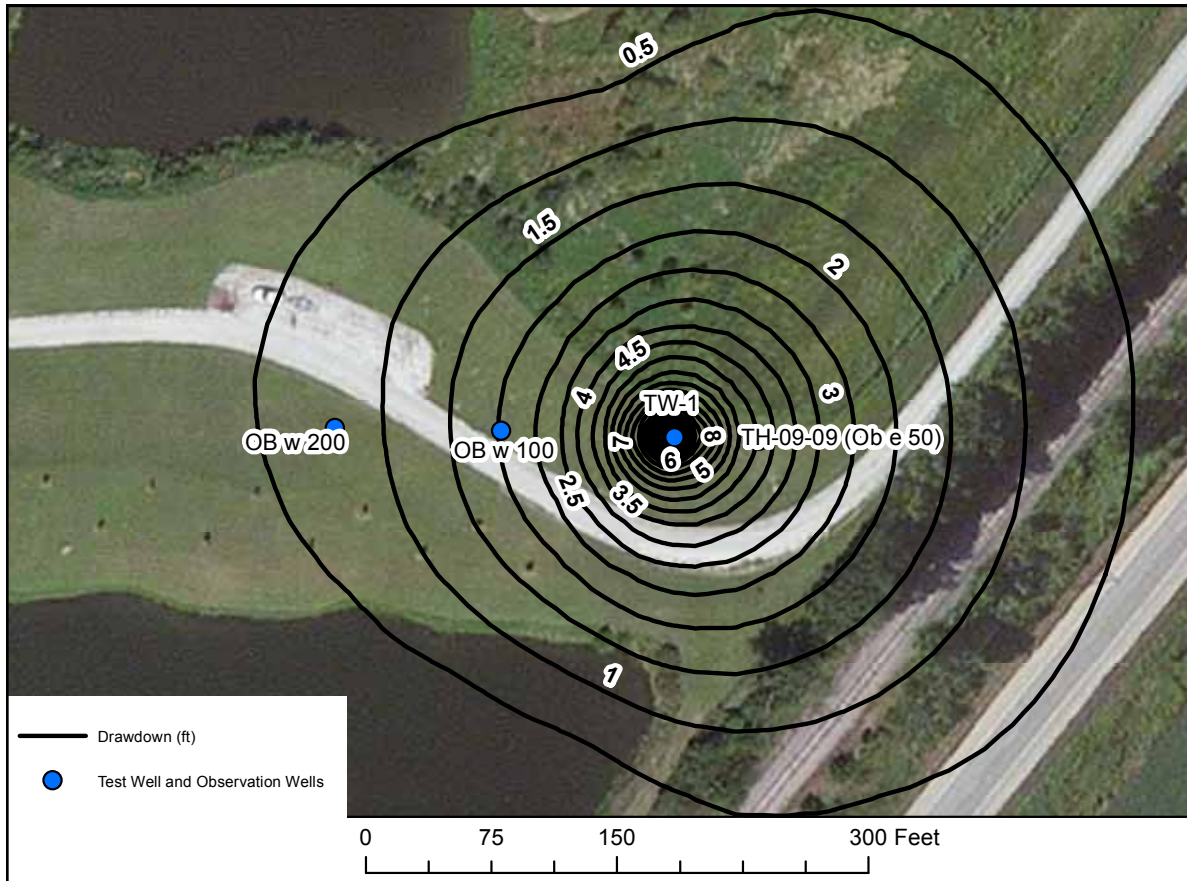 0.5
1.5
2
4.5
4
3
TW-1
7
8
TH-09-09 (Ob e 50)
OB w 200
OB w 100
6
5
2.5
3.5
1
Drawdown (ft)
Test Well and Observation Wells
0 75 150 300 Feet